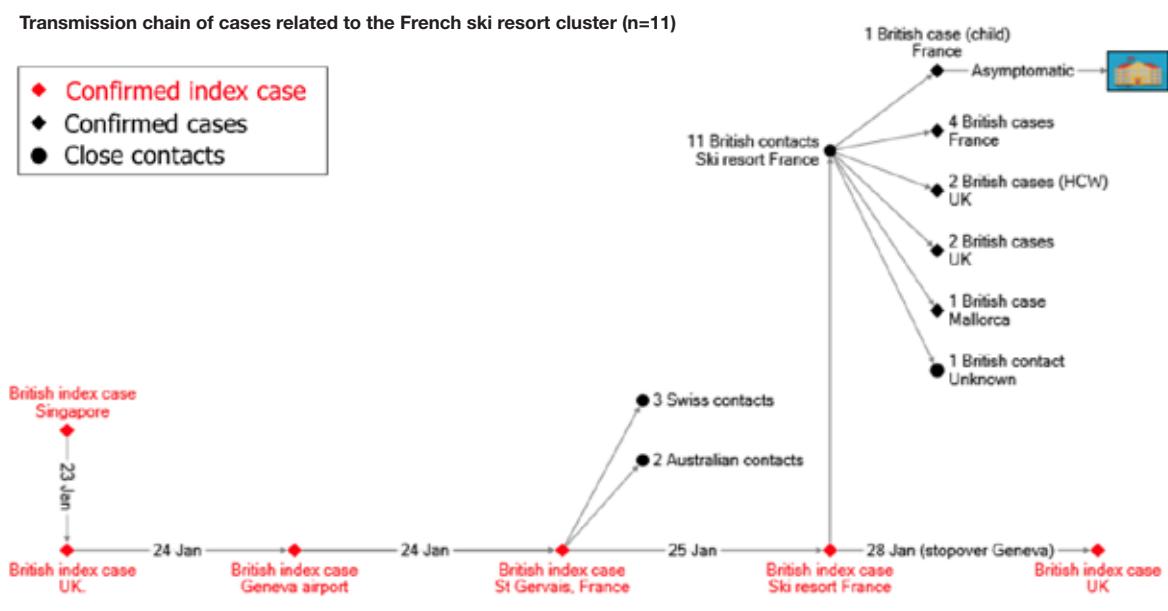 Transmission chain of cases related to the French ski resort cluster (n=11)
Confirmed index case
Confirmed cases
Close contacts
1 British case (child)
France
Asymptomatic
11 British contacts
Ski resort France
4 British cases
France
2 British cases (HCW)
UK
2 British cases
UK
1 British case
Mallorca
1 British contact
Unknown
British index case
Singapore
23 Jan
3 Swiss contacts
2 Australian contacts
24 Jan
24 Jan
25 Jan
28 Jan (stopover Geneva)
British index case
UK.
British index case
Geneva airport
British index case
St Gervais, France
British index case
Ski resort France
British index case
UK